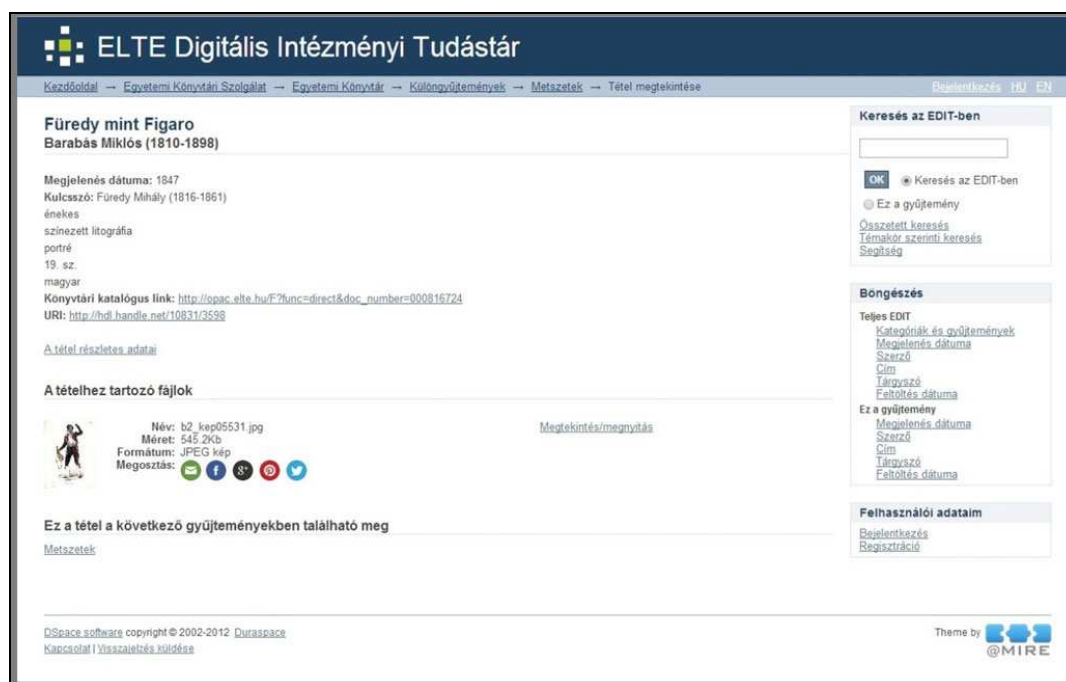 ELTE Digitális Intézményi Tudástár
Kezdőoldal → Egyetemi Könyvtári Szolgálat → Egyetemi Könyvtár → Különgyűjtemények → Metszetek → Tétel megtekintése
Bejelentkezés HU EN
Füredy mint Figaro
Barabás Miklós (1810-1898)
Megjelenés dátuma: 1847
Kulcsszó: Füredy Mihály (1816-1861)
énekes
színezett litográfia
portré
19. sz.
magyar
Könyvtári katalógus link: http://opac.elte.hu/F?func=direct&doc_number=000816724
URI: http://hdl.handle.net/10831/3598
A tétel részletes adatai
A tételhez tartozó fájlok
Név: b2_kep05531.jpg
Méret: 545.2Kb
Formátum: JPEG kép
Megosztás:
Megtekintés/megnyitás
Ez a tétel a következő gyűjteményekben található meg
Metszetek
Keresés az EDIT-ben
OK Keresés az EDIT-ben
Ez a gyűjtemény
Összetett keresés
Témakör szerinti keresés
Segítség
Böngészés
Teljes EDIT
Kategóriák és gyűjtemények
Megjelenés dátuma
Szerző
Cím
Tárgyszó
Feltöltés dátuma
Ez a gyűjtemény
Megjelenés dátuma
Szerző
Cím
Tárgyszó
Feltöltés dátuma
Felhasználói adataim
Bejelentkezés
Regisztráció
DSpace software copyright © 2002-2012 Duraspace
Kapcsolat | Visszajelzés küldése
Theme by
@MIRE